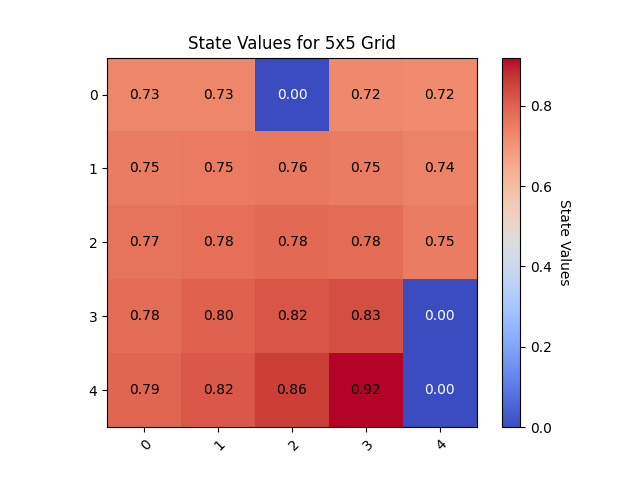 State Values for 5x5 Grid
0 0.73 0.73 0.00 0.72 0.72
1 0.75 0.75 0.76 0.75 0.74
2 0.77 0.78 0.78 0.78 0.75
3 0.78 0.80 0.82 0.83 0.00
4 0.79 0.82 0.86 0.92 0.00
0 1 2 3 4
0.8
0.6
0.4
0.2
0.0
State Values